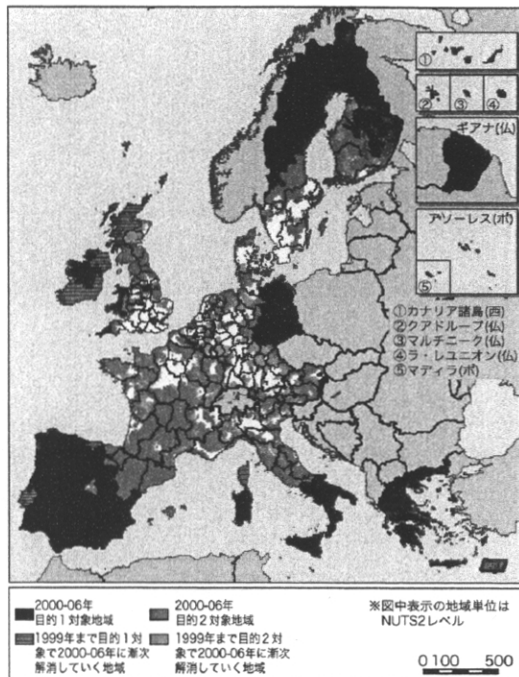 ①
② ③ ④
ギアナ(仏)
アゾーレス(ポ)
⑤
①カナリア諸島(西)
②クアドループ(仏)
③マルチニーク(仏)
④ラ・レユニオン(仏)
⑤マディラ(ポ)
2000-06年
目的1対象地域
2000-06年
目的2対象地域
1999年まで目的1対
象で2000-06年に漸次
解消していく地域
1999年まで目的2対
象で2000-06年に漸次
解消していく地域
※図中表示の地域単位は
NUTS2レベル
0 100 500